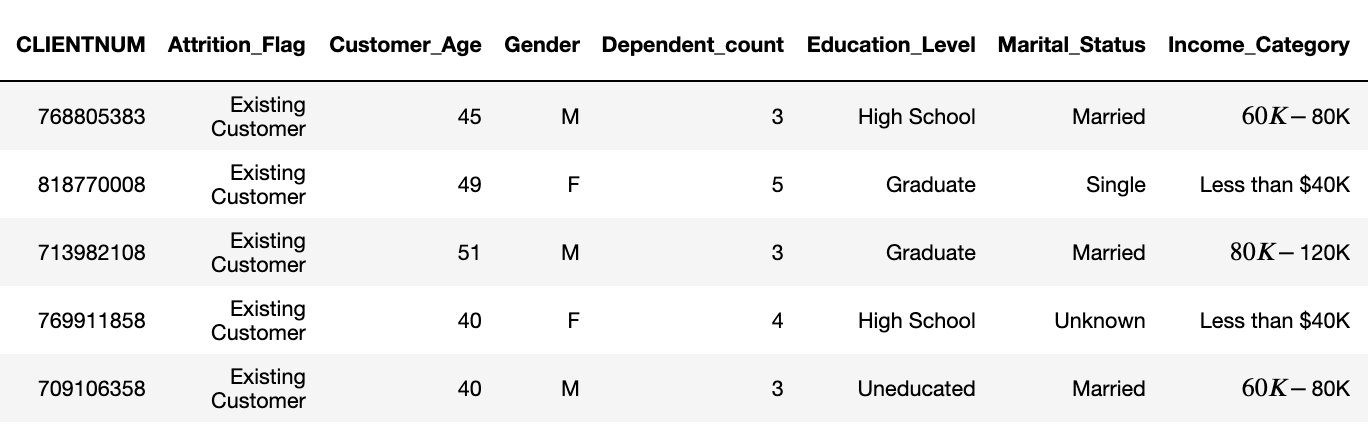 CLIENTNUM Attrition_Flag Customer_Age Gender Dependent_count Education_Level Marital_Status Income_Category
768805383 Existing Customer 45 M 3 High School Married 60K – 80K
818770008 Existing Customer 49 F 5 Graduate Single Less than $40K
713982108 Existing Customer 51 M 3 Graduate Married 80K – 120K
769911858 Existing Customer 40 F 4 High School Unknown Less than $40K
709106358 Existing Customer 40 M 3 Uneducated Married 60K – 80K